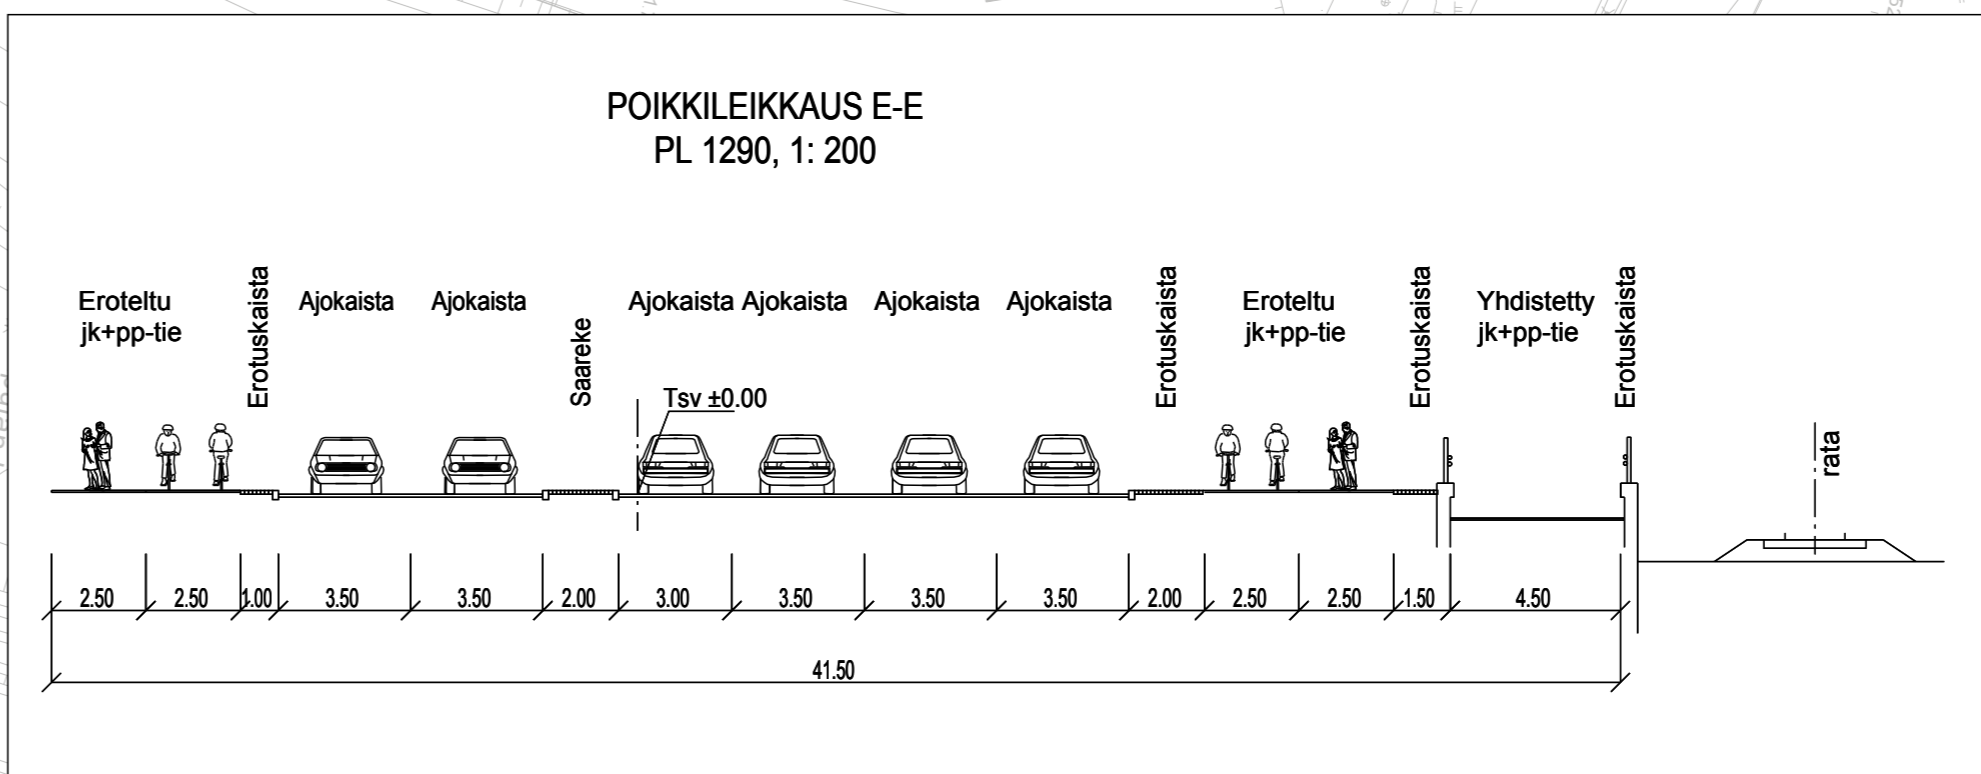 POIKKILEIKKAUS E-E
PL 1290, 1: 200
Eroteltu
jk+pp-tie
Erotuskaista
Ajokaista
Ajokaista
Saareke
Ajokaista
Ajokaista
Ajokaista
Ajokaista
Erotuskaista
Eroteltu
jk+pp-tie
Erotuskaista
Yhdistetty
jk+pp-tie
Erotuskaista
Tsv ±0.00
rata
2.50 2.50 1.00 3.50 3.50 2.00 3.00 3.50 3.50 3.50 2.00 2.50 2.50 1.50 4.50
41.50